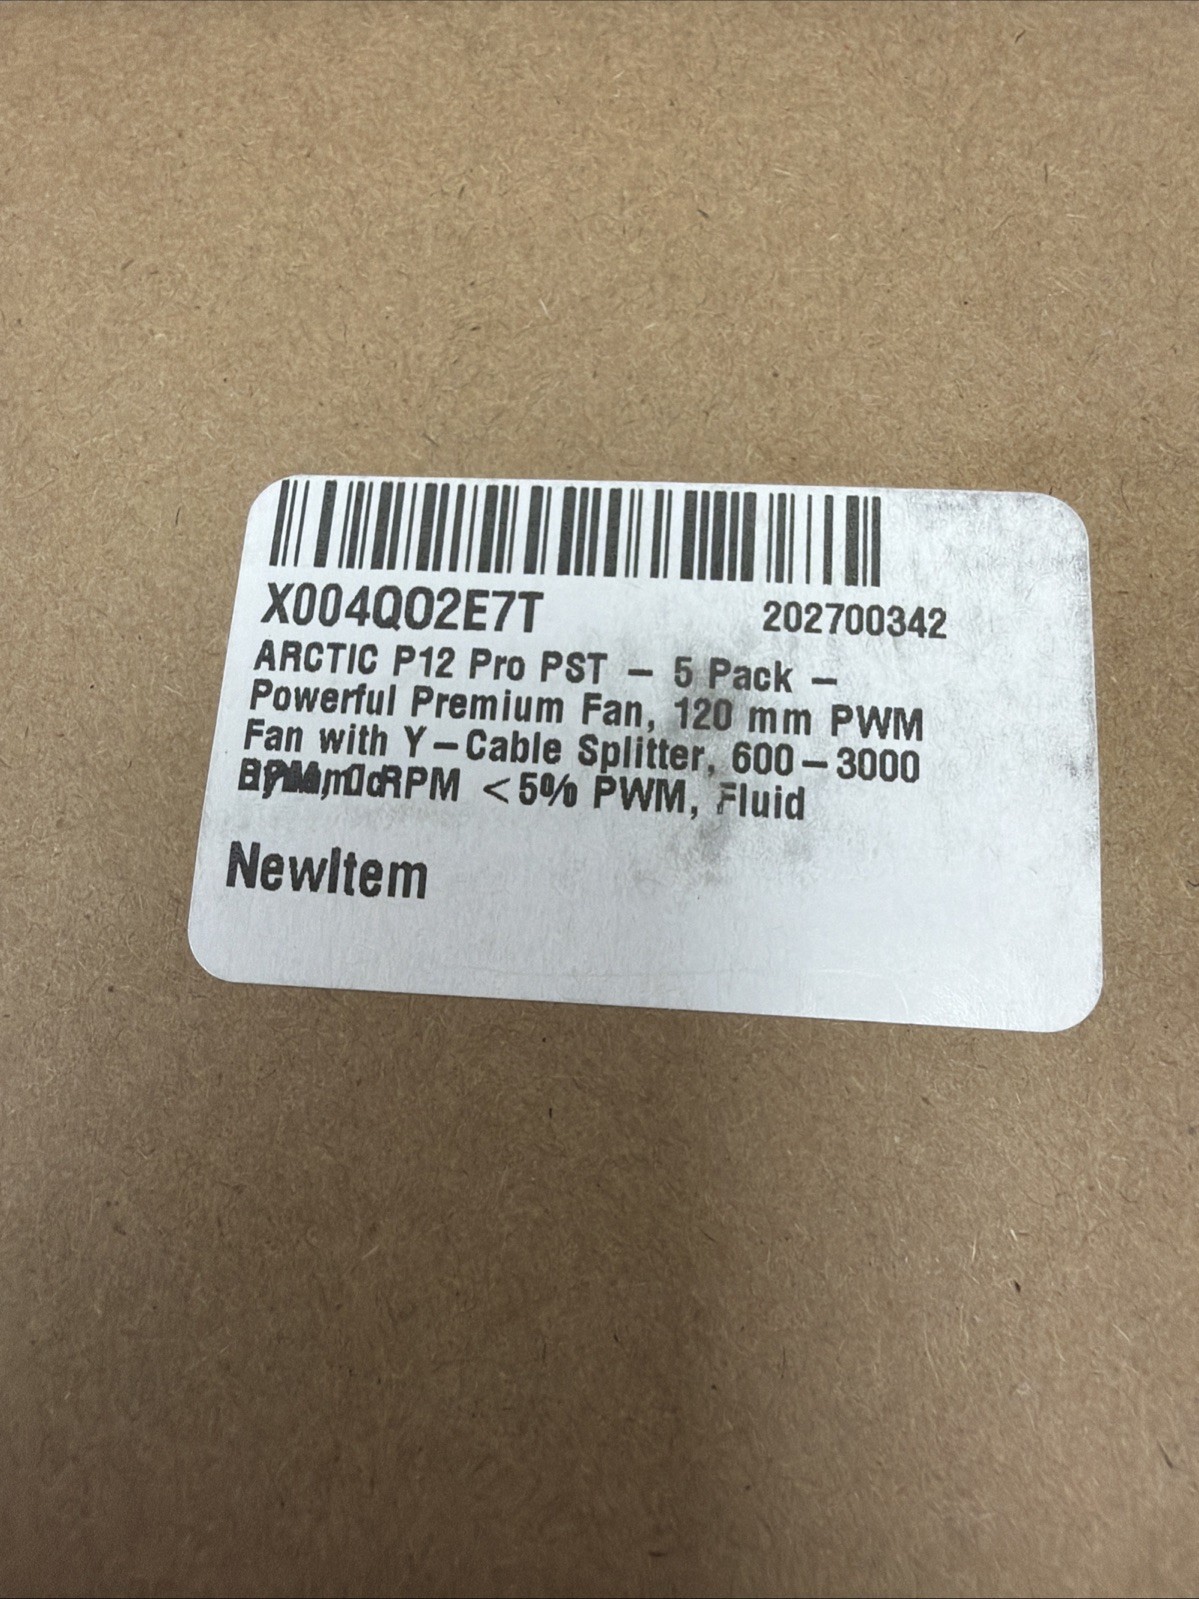 X004QO2E7T 202700342
ARCTIC P12 Pro PST – 5 Pack –
Powerful Premium Fan, 120 mm PWM
Fan with Y-Cable Splitter, 600-3000
RPM <5% PWM, Fluid
NewItem